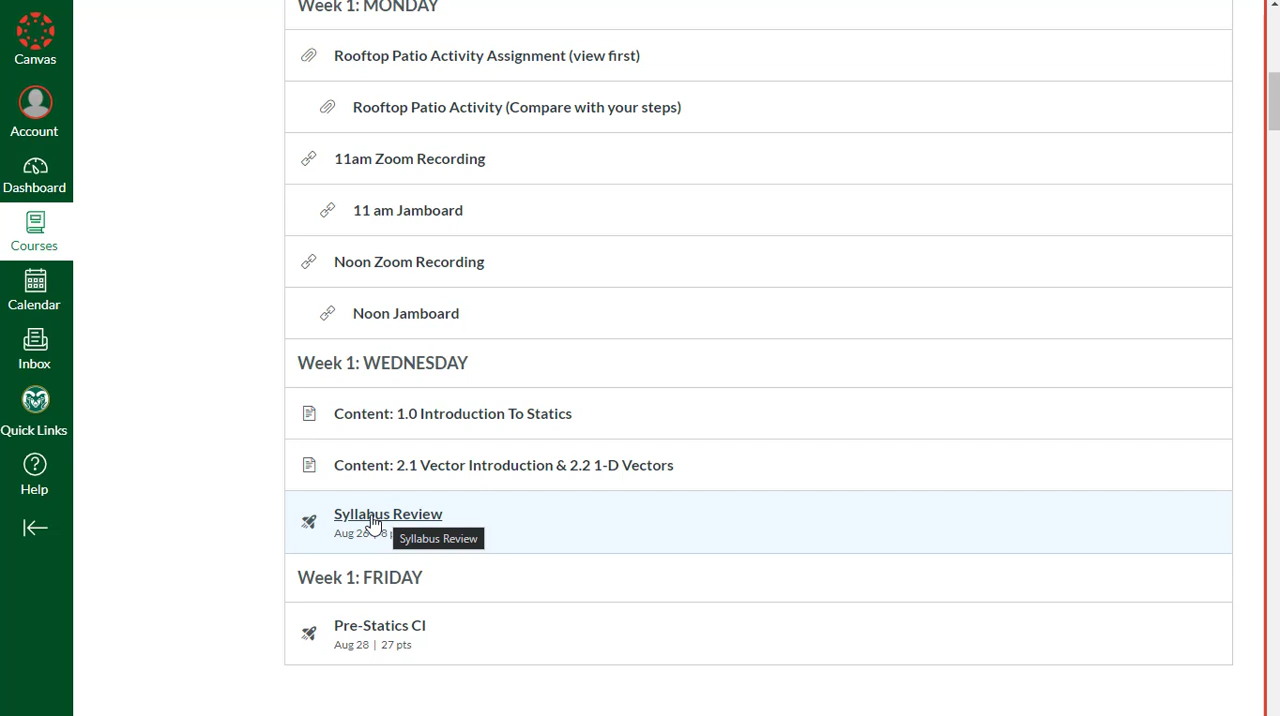 Canvas
Account
Dashboard
Courses
Calendar
Inbox
Quick Links
Help
Week 1: MONDAY
Rooftop Patio Activity Assignment (view first)
Rooftop Patio Activity (Compare with your steps)
11am Zoom Recording
11 am Jamboard
Noon Zoom Recording
Noon Jamboard
Week 1: WEDNESDAY
Content: 1.0 Introduction To Statics
Content: 2.1 Vector Introduction & 2.2 1-D Vectors
Syllabus Review
Aug
Syllabus Review
Week 1: FRIDAY
Pre-Statics CI
Aug 28 | 27 pts